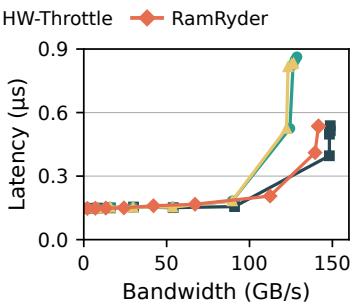 HW-Throttle RamRyder
0.9
0.6
0.3
0.0
Latency (μs)
0 50 100 150
Bandwidth (GB/s)